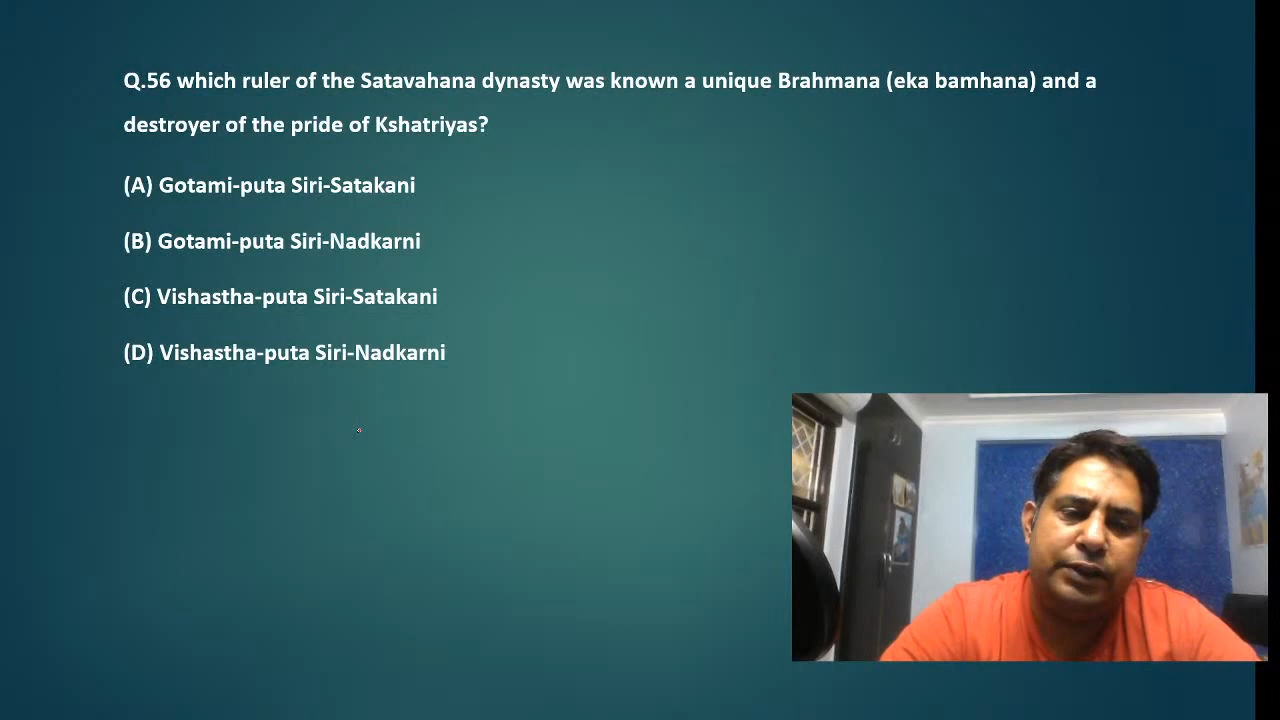 Q.56 which ruler of the Satavahana dynasty was known a unique Brahmana (eka bamhana) and a
destroyer of the pride of Kshatriyas?
(A) Gotami-puta Siri-Satakani
(B) Gotami-puta Siri-Nadkarni
(C) Vishastha-puta Siri-Satakani
(D) Vishastha-puta Siri-Nadkarni